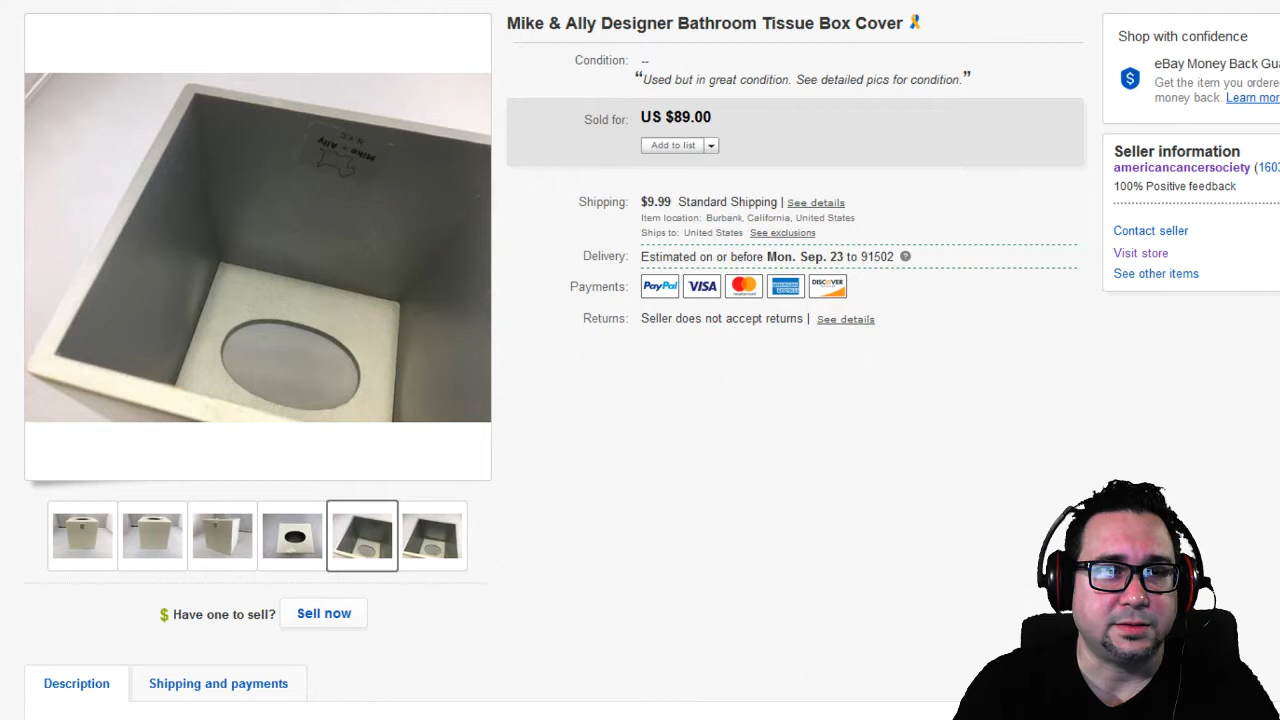 Mike & Ally Designer Bathroom Tissue Box Cover
Condition: --
“Used but in great condition. See detailed pics for condition.”
Sold for: US $89.00
Add to list
Shipping: $9.99 Standard Shipping | See details
Item location: Burbank, California, United States
Ships to: United States See exclusions
Delivery: Estimated on or before Mon. Sep. 23 to 91502
Payments: PayPal VISA mastercard AMERICAN EXPRESS DISCOVER
Returns: Seller does not accept returns | See details
Shop with confidence
eBay Money Back Gua
Get the item you ordered
money back. Learn mor
Seller information
americancancersociety (1603
100% Positive feedback
Contact seller
Visit store
See other items
Mike + Ally
N.Y.C
$ Have one to sell? Sell now
Description
Shipping and payments